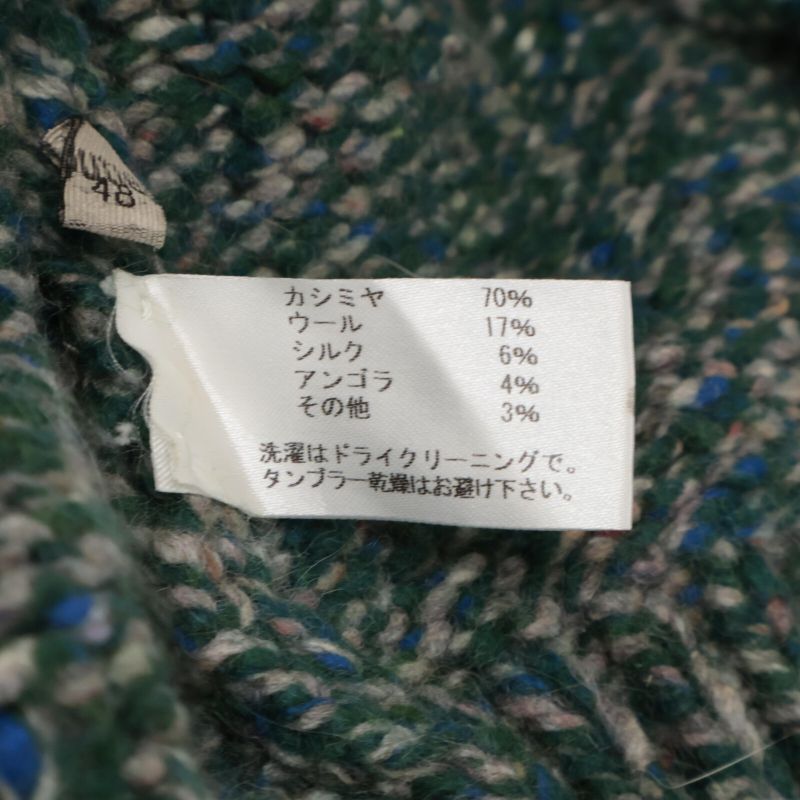 48
カシミヤ 70%
ウール 17%
シルク 6%
アンゴラ 4%
その他 3%
洗濯はドライクリーニングで。
タンブラー乾燥はお避け下さい。